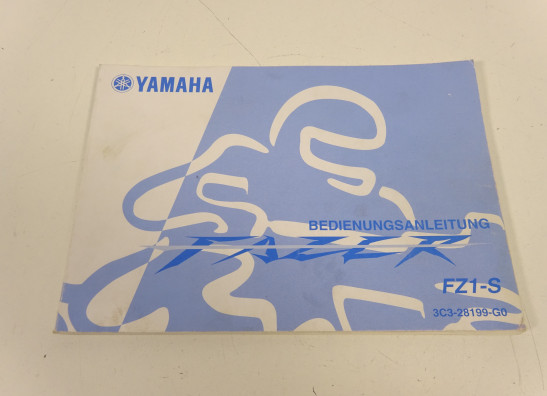 YAMAHA
BEDIENUNGSANLEITUNG
FAZER
FZ1-S
3C3-28199-G0